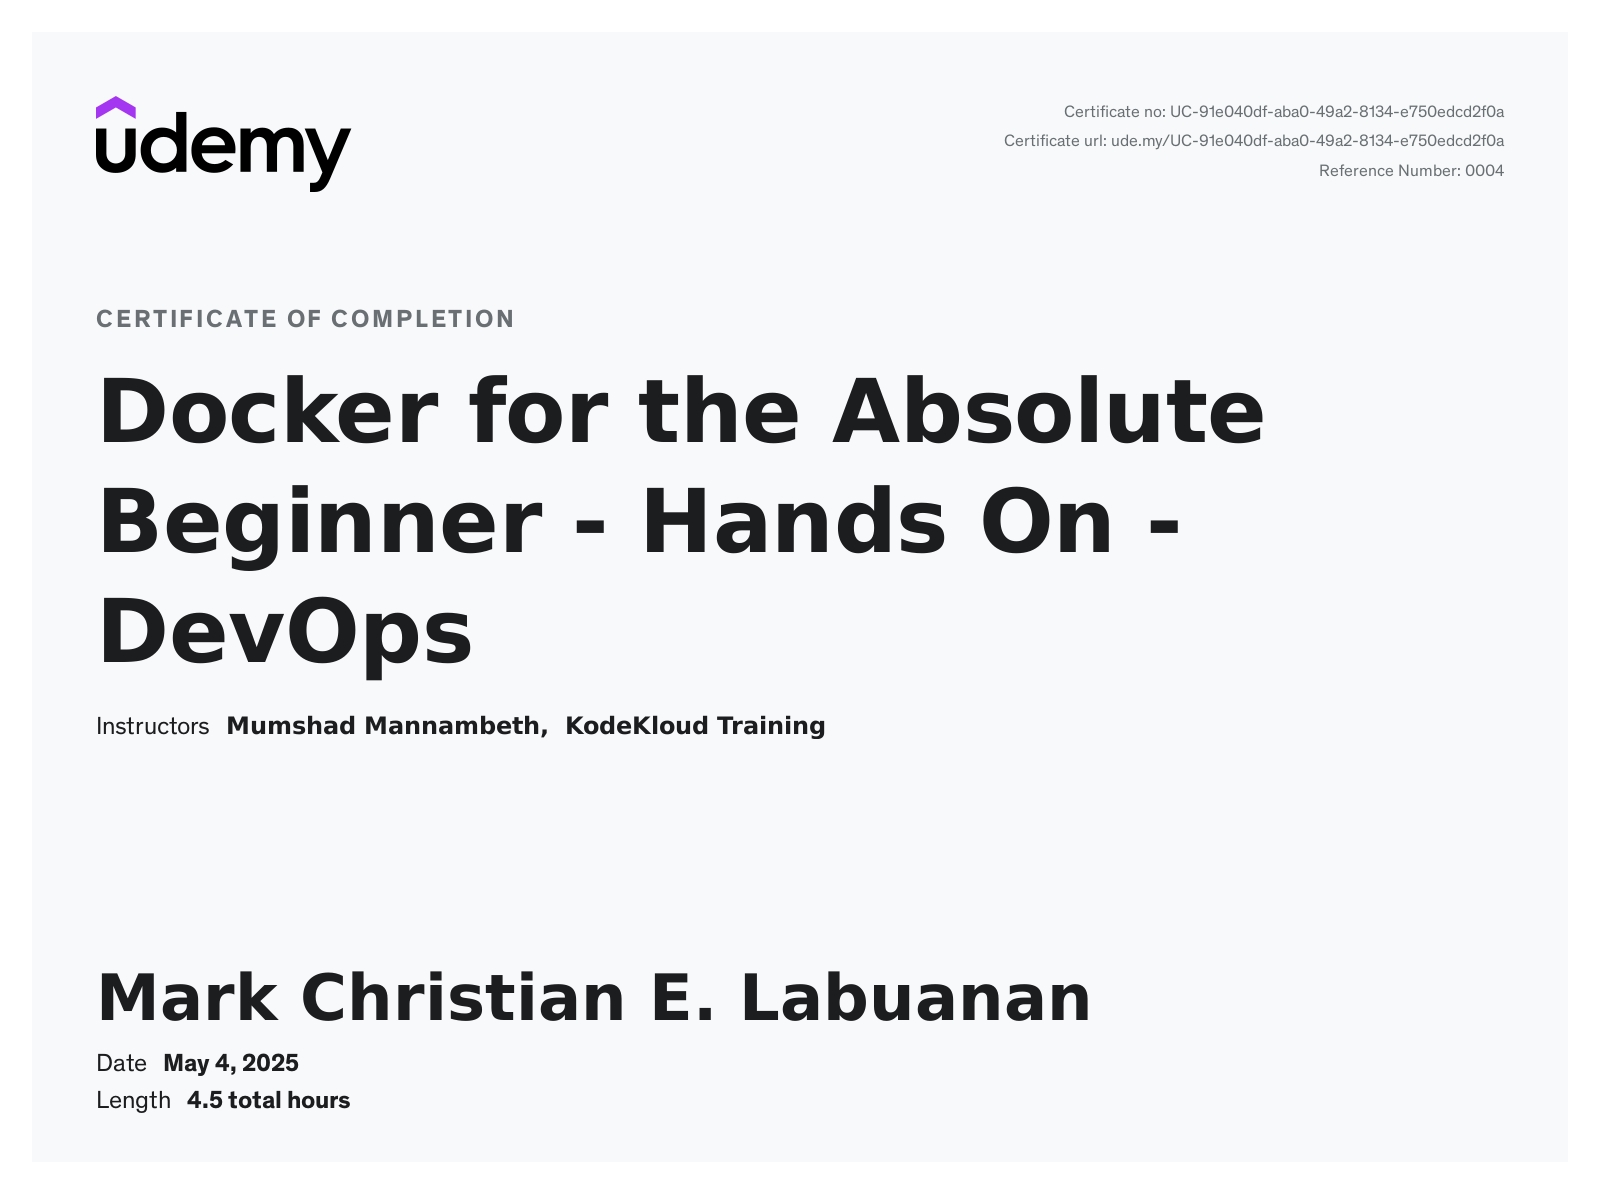 udemy
Certificate no: UC-91e040df-aba0-49a2-8134-e750edcd2f0a
Certificate url: ude.my/UC-91e040df-aba0-49a2-8134-e750edcd2f0a
Reference Number: 0004
CERTIFICATE OF COMPLETION
Docker for the Absolute
Beginner - Hands On -
DevOps
Instructors Mumshad Mannambeth, KodeKloud Training
Mark Christian E. Labuanan
Date May 4, 2025
Length 4.5 total hours